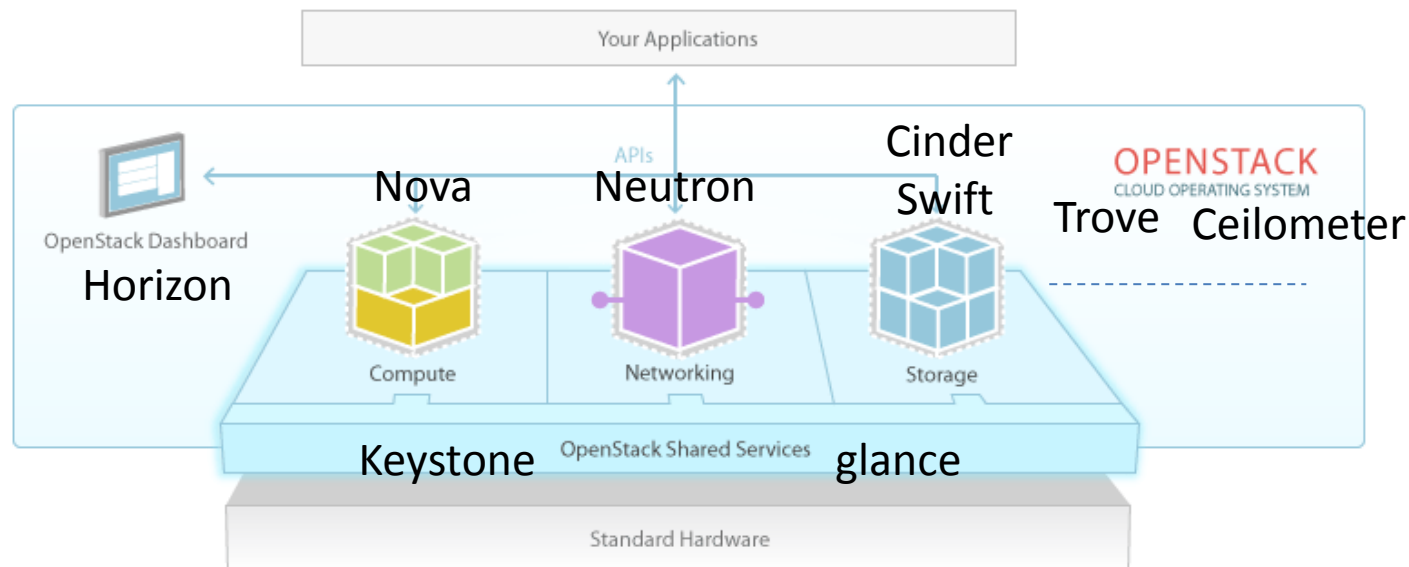 Your Applications
APIs
Cinder
Swift
Nova
Neutron
OPENSTACK
CLOUD OPERATING SYSTEM
Trove
Ceilometer
OpenStack Dashboard
Horizon
Compute
Networking
Storage
Keystone
OpenStack Shared Services
glance
Standard Hardware